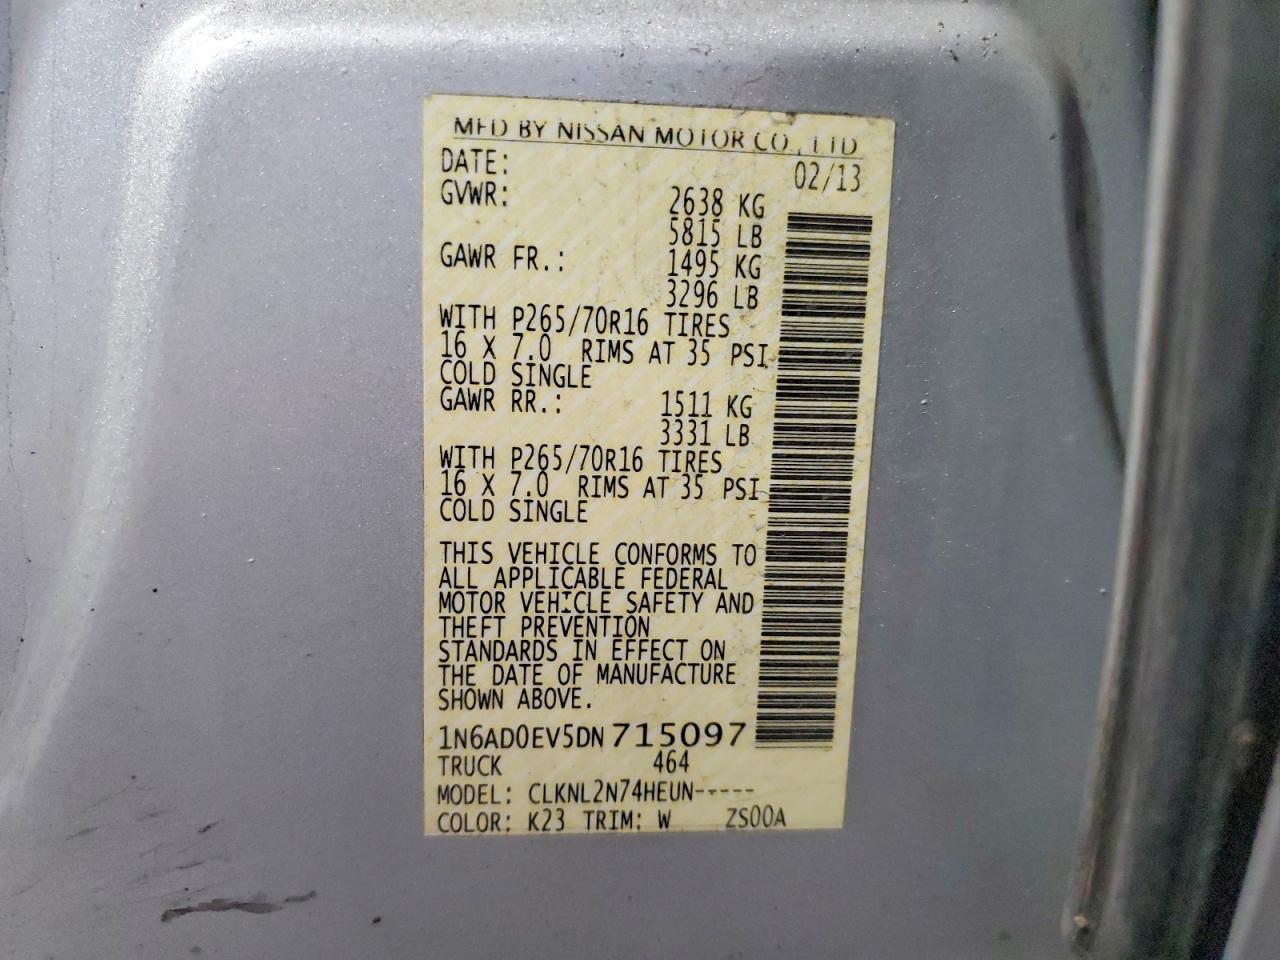 MFD BY NISSAN MOTOR CO., LTD
DATE: 02/13
GVWR: 2638 KG
5815 LB
GAWR FR.: 1495 KG
3296 LB
WITH P265/70R16 TIRES
16 X 7.0 RIMS AT 35 PSI
COLD SINGLE
GAWR RR.: 1511 KG
3331 LB
WITH P265/70R16 TIRES
16 X 7.0 RIMS AT 35 PSI
COLD SINGLE
THIS VEHICLE CONFORMS TO
ALL APPLICABLE FEDERAL
MOTOR VEHICLE SAFETY AND
THEFT PREVENTION
STANDARDS IN EFFECT ON
THE DATE OF MANUFACTURE
SHOWN ABOVE.
1N6AD0EV5DN715097
TRUCK 464
MODEL: CLKNL2N74HEUN-----
COLOR: K23 TRIM: W ZS00A